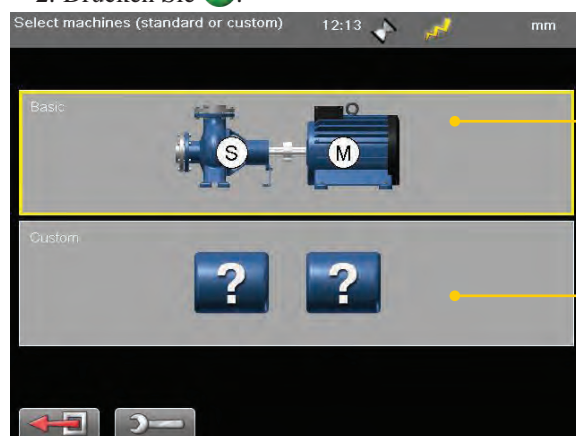 2. Drücken Sie .
Select machines (standard or custom) 12:13 mm
Basic
S M
Custom
? ?